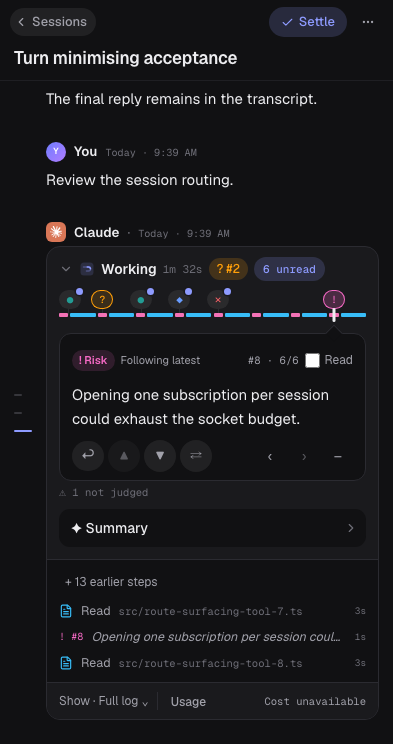 Sessions
Settle
Turn minimising acceptance
The final reply remains in the transcript.
Y You Today · 9:39 AM
Review the session routing.
Claude · Today · 9:39 AM
Working 1m 32s ? #2 6 unread
?
!
! Risk Following latest #8 · 6/6 Read
Opening one subscription per session
could exhaust the socket budget.
⚠ 1 not judged
Summary
+ 13 earlier steps
Read src/route-surfacing-tool-7.ts 3s
! #8 Opening one subscription per session coul… 1s
Read src/route-surfacing-tool-8.ts 3s
Show · Full log Usage Cost unavailable